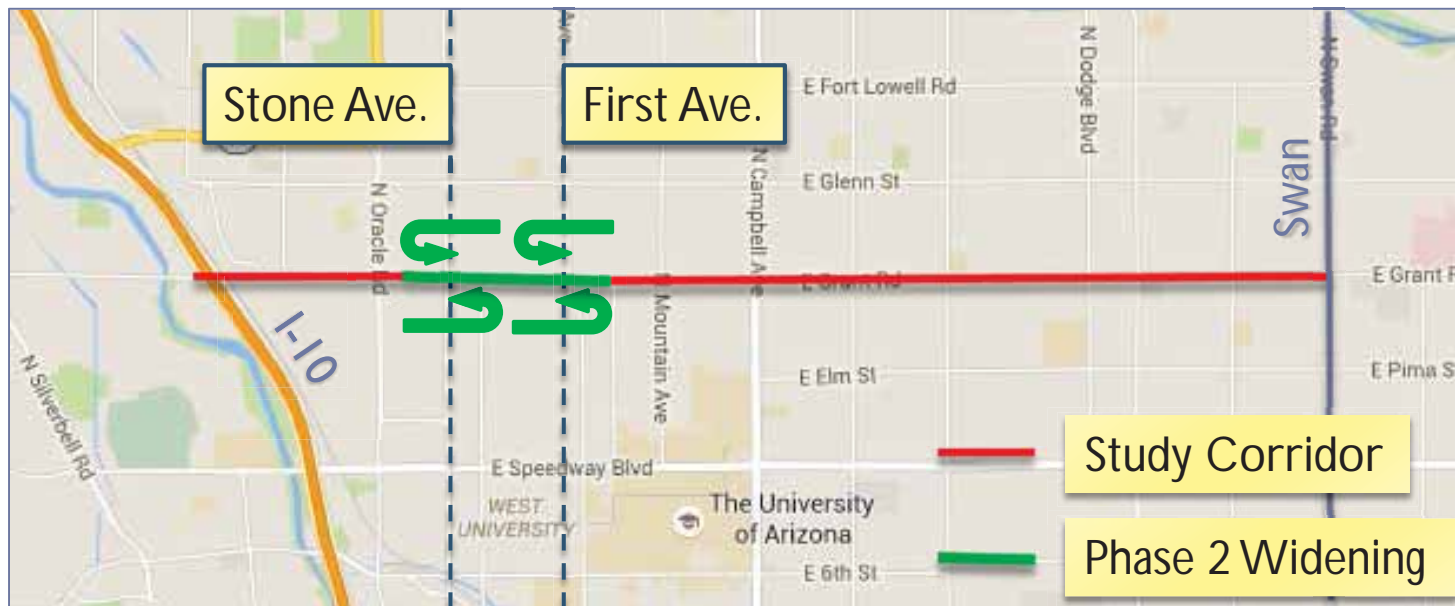 Ave
Stone Ave.
First Ave.
E Fort Lowell Rd
N Dodge Blvd
N Swan Rd
Swan
E Glenn St
N Oracle Rd
N Campbell Ave
E Grant Rd
E Grant R
N Mountain Ave
I-10
N Silverbell Rd
E Elm St
E Pima S
E Speedway Blvd
Study Corridor
WEST
UNIVERSITY
The University
of Arizona
E 6th St
Phase 2 Widening